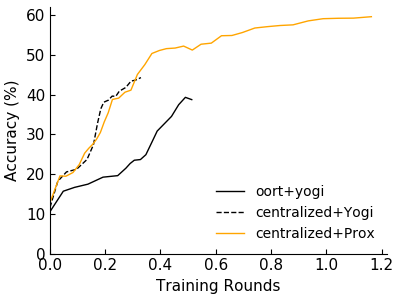 60
50
40
30
20
10
0
Accuracy (%)
oort+yogi
centralized+Yogi
centralized+Prox
0.0 0.2 0.4 0.6 0.8 1.0 1.2
Training Rounds